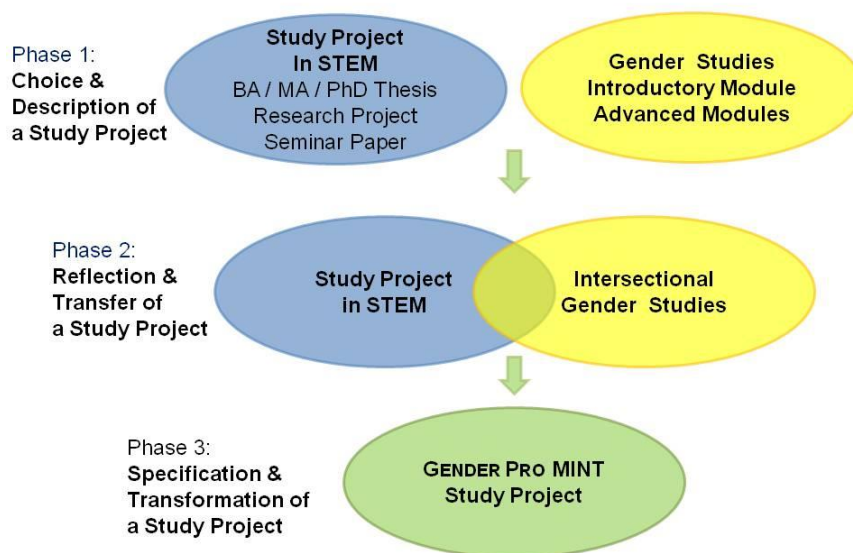 Phase 1:
Choice &
Description of
a Study Project
Study Project
In STEM
BA / MA / PhD Thesis
Research Project
Seminar Paper
Gender Studies
Introductory Module
Advanced Modules
Phase 2:
Reflection &
Transfer of
a Study Project
Study Project
in STEM
Intersectional
Gender Studies
Phase 3:
Specification &
Transformation of
a Study Project
GENDER PRO MINT
Study Project